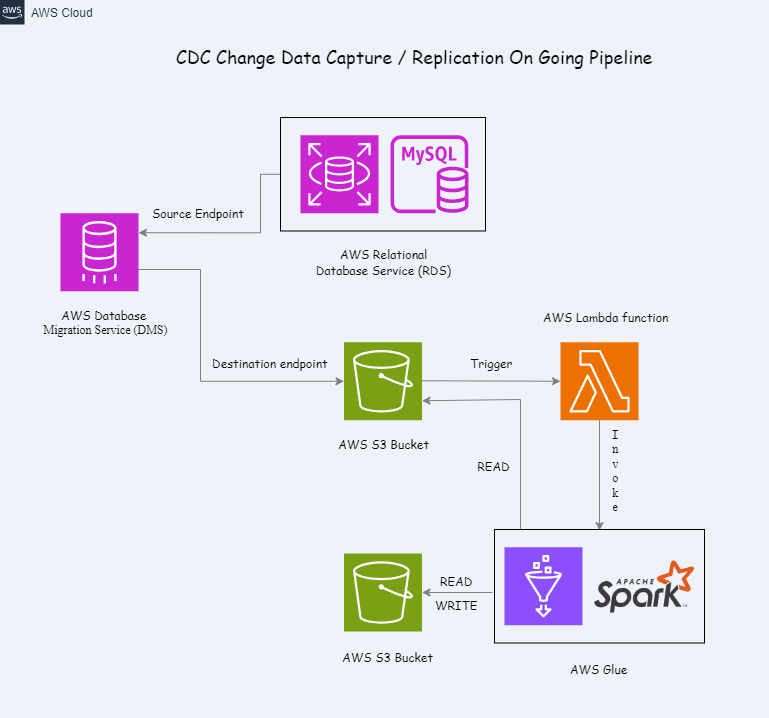 aws
AWS Cloud
CDC Change Data Capture / Replication On Going Pipeline
MySQL
Source Endpoint
AWS Relational
Database Service (RDS)
AWS Database
Migration Service (DMS)
AWS Lambda function
Destination endpoint
Trigger
AWS S3 Bucket
I
n
v
o
k
e
READ
READ
WRITE
APACHE
Spark
AWS S3 Bucket
AWS Glue